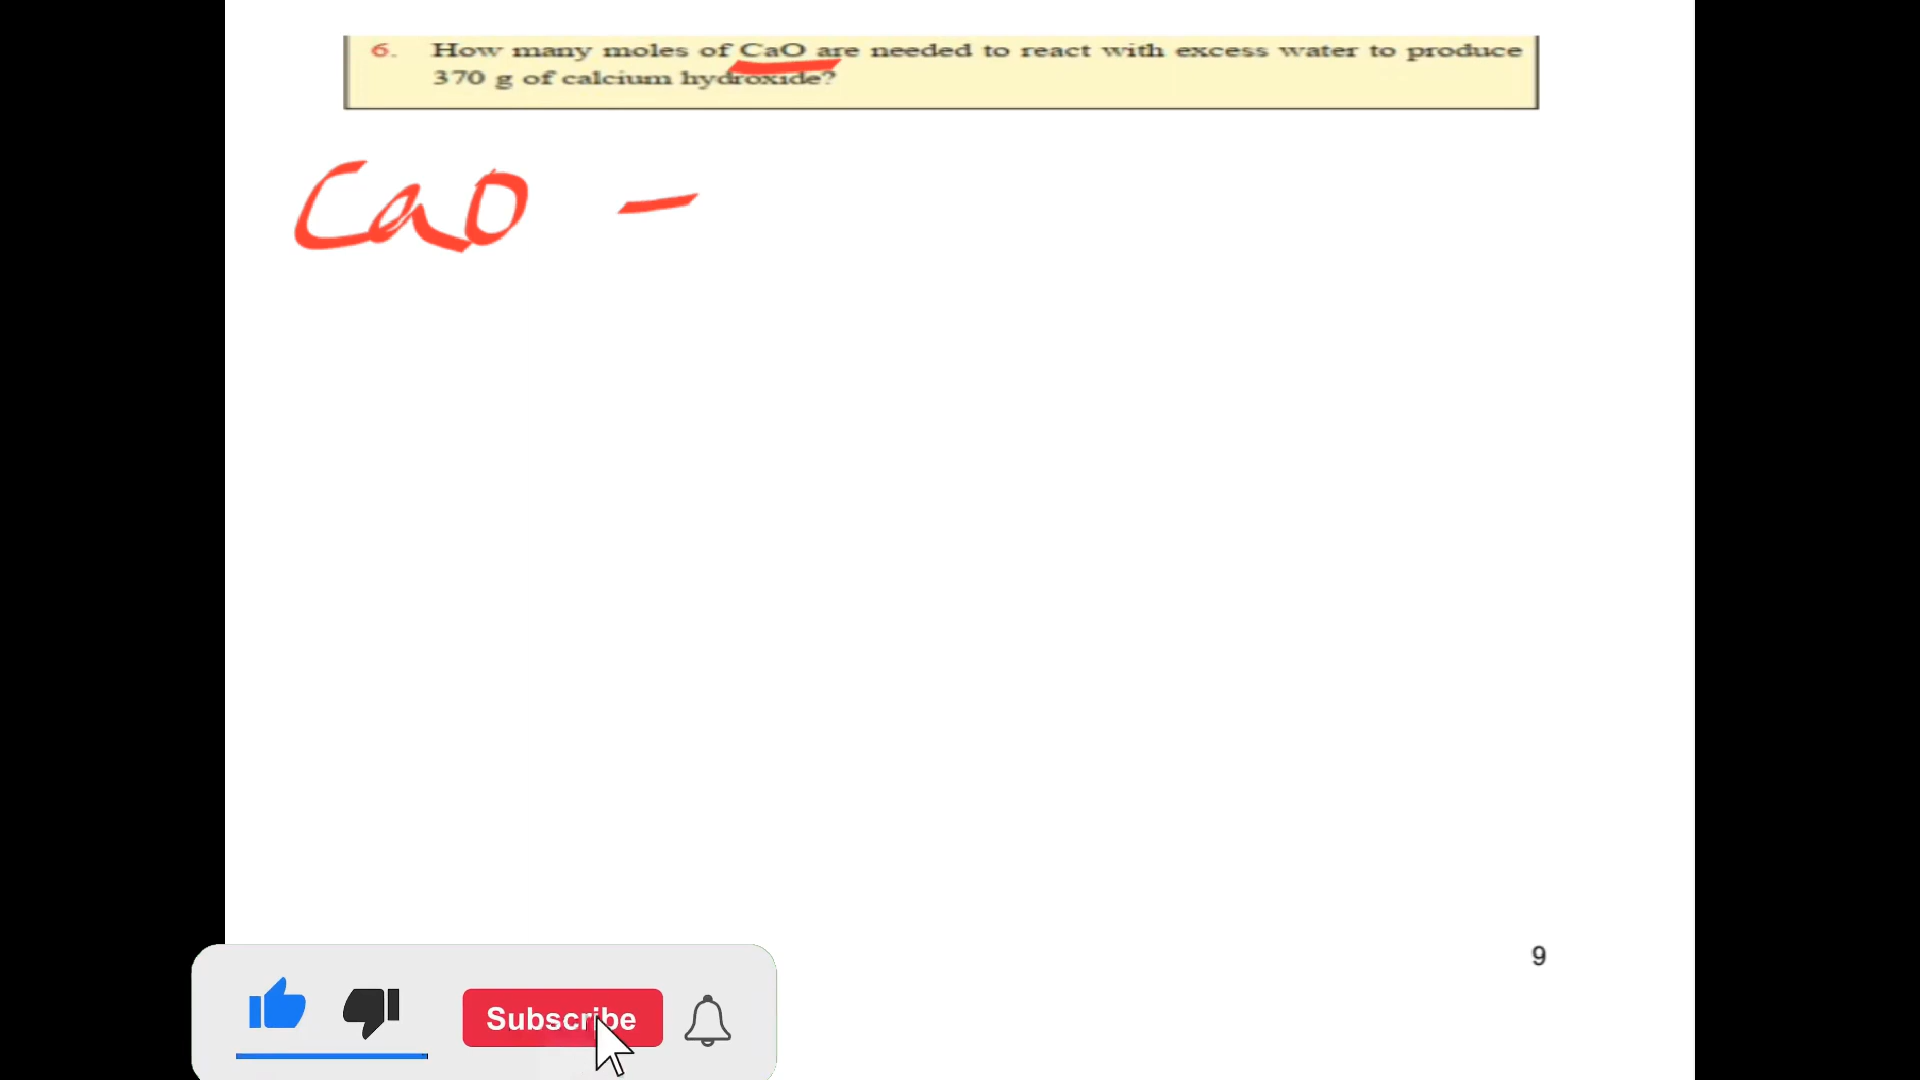 6. How many moles of CaO are needed to react with excess water to produce
370 g of calcium hydroxide?
CaO -
9
Subscribe